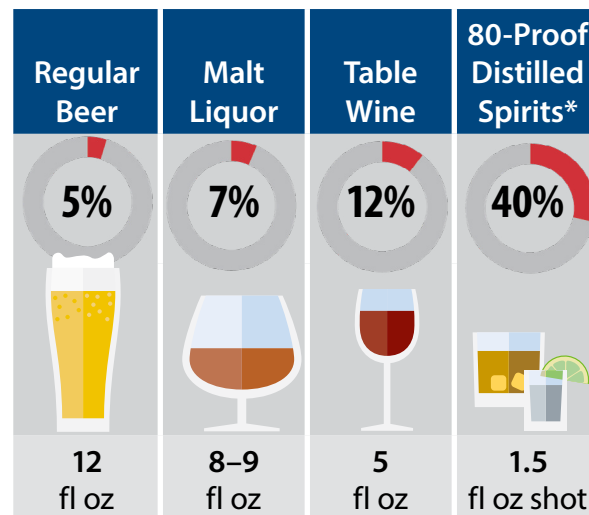 Regular
Beer
5%
12
fl oz
Malt
Liquor
7%
8–9
fl oz
Table
Wine
12%
5
fl oz
80-Proof
Distilled
Spirits*
40%
1.5
fl oz shot